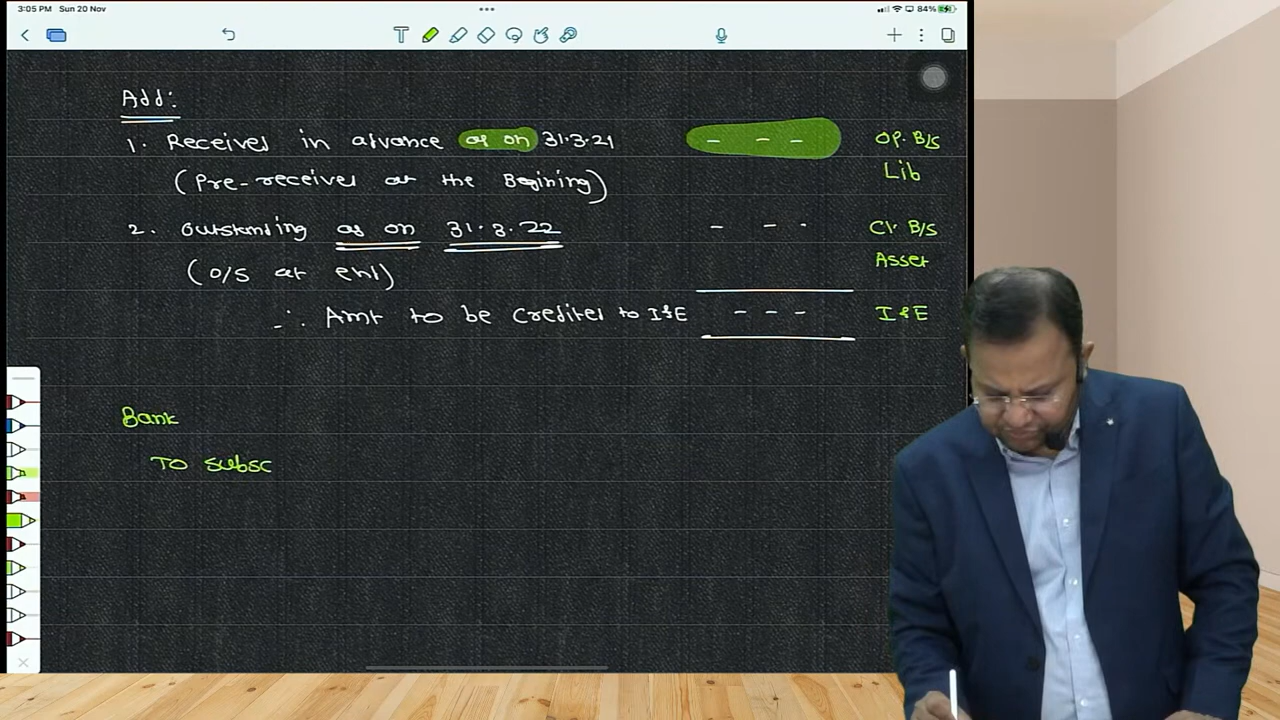 3:05 PM Sun 20 Nov
84%
Add:
1. Received in advance as on 31.3.21 - - - Op. B/s
(Pre-received at the Begining) Lib
2. Outstanding as on 31.3.22 - - - Cl. B/s
(O/S at end) Asset
∴ Amt to be Credited to I&E - - - I & E
Bank
To subsc